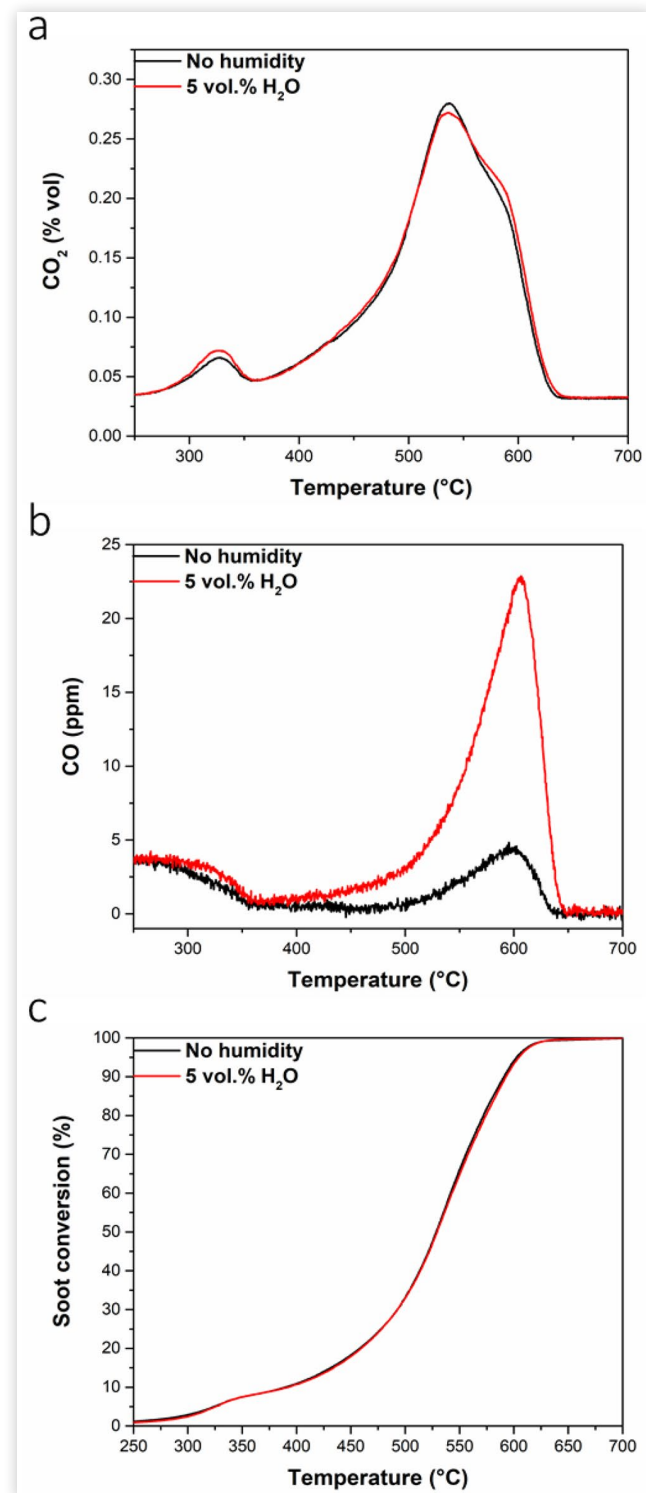 a
No humidity
5 vol.% H₂O
0.30
0.25
0.20
0.15
0.10
0.05
0.00
CO₂ (% vol)
300 400 500 600 700
Temperature (°C)
b
No humidity
5 vol.% H₂O
25
20
15
10
5
0
CO (ppm)
300 400 500 600 700
Temperature (°C)
c
No humidity
5 vol.% H₂O
100
90
80
70
60
50
40
30
20
10
0
Soot conversion (%)
250 300 350 400 450 500 550 600 650 700
Temperature (°C)